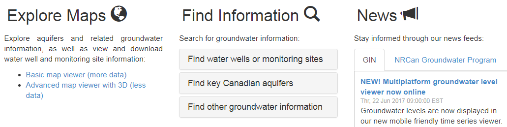 Explore Maps
Explore aquifers and related groundwater
information, as well as view and download
water well and monitoring site information:
Basic map viewer (more data)
Advanced map viewer with 3D (less
data)
Find Information
Search for groundwater information:
Find water wells or monitoring sites
Find key Canadian aquifers
Find other groundwater information
News
Stay informed through our news feeds.
GIN
NRCan Groundwater Program
NEW! Multiplatform groundwater level
viewer now online
Thr, 22 Jun 2017 09:00:00 EST
Groundwater levels are now displayed in
our new mobile friendly time series viewer.